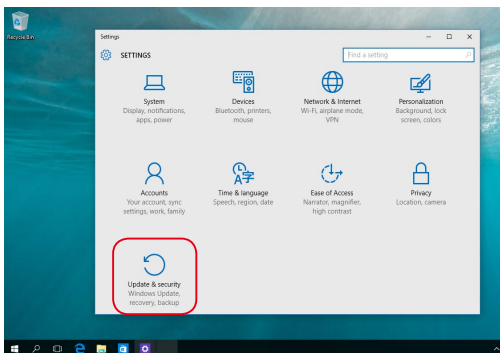 Recycle Bin
Settings
SETTINGS
Find a setting
System
Display, notifications,
apps, power
Devices
Bluetooth, printers,
mouse
Network & Internet
Wi-Fi, airplane mode,
VPN
Personalization
Background, lock
screen, colors
Accounts
Your account, sync
settings, work, family
A字
Time & language
Speech, region, date
Ease of Access
Narrator, magnifier,
high contrast
Privacy
Location, camera
Update & security
Windows Update,
recovery, backup